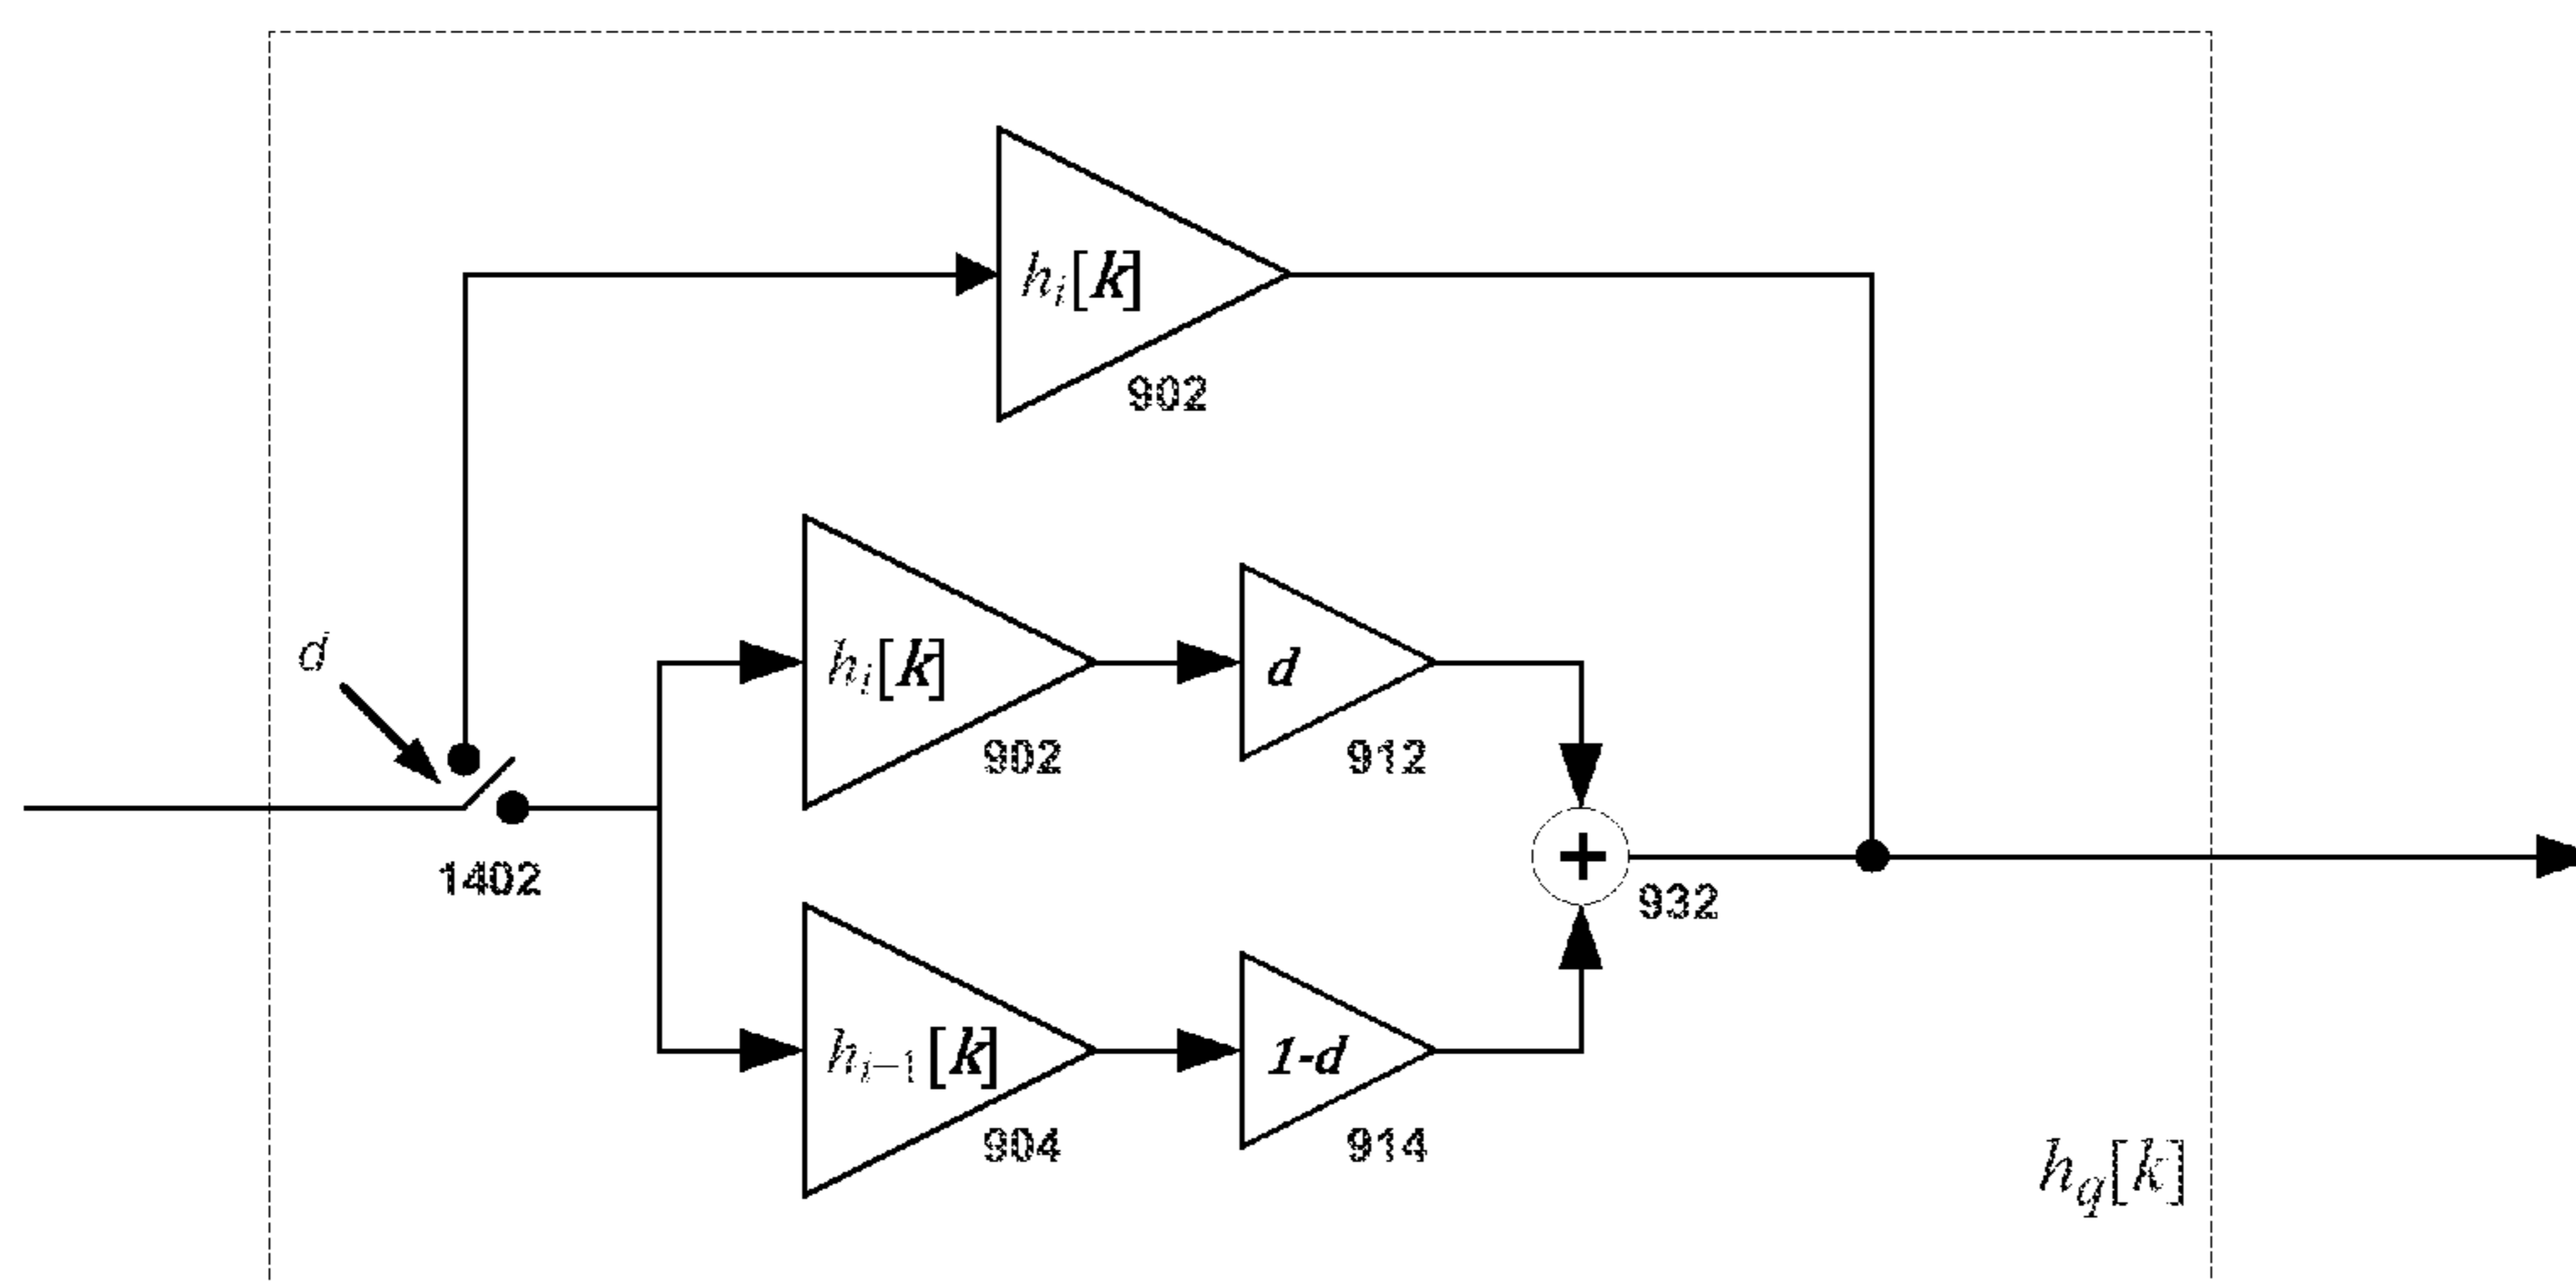 h_i[k]
902
h_i[k]
d
d
902
912
1402
+
932
h_{i-1}[k]
1-d
904
914
h_q[k]